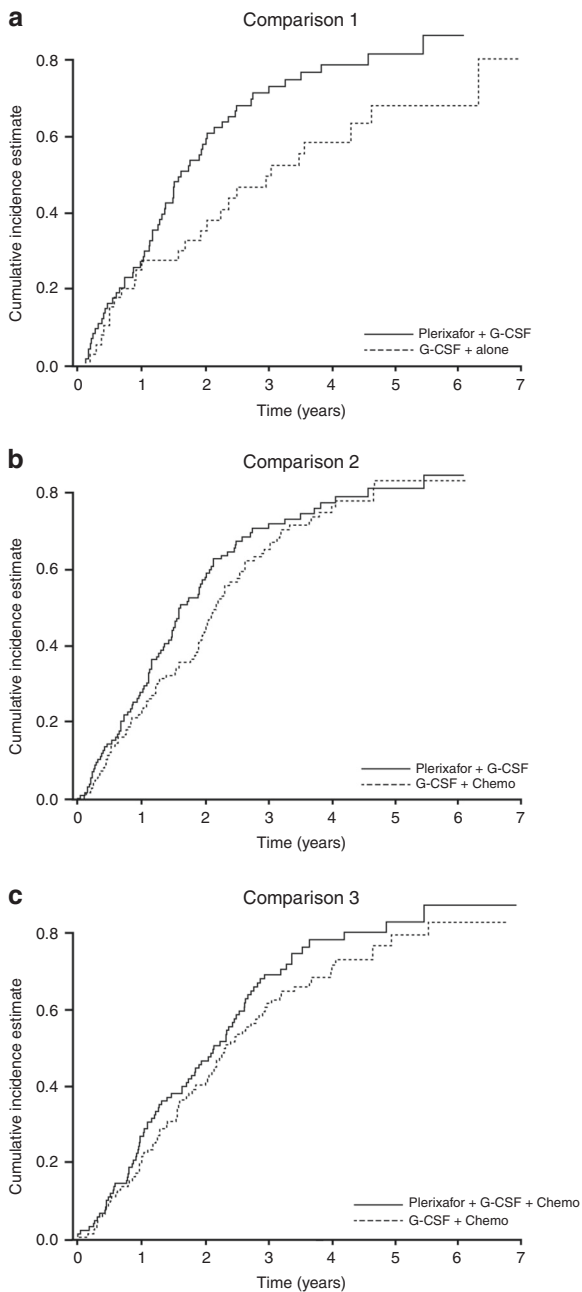 a
Comparison 1
Cumulative incidence estimate
0.8
0.6
0.4
0.2
0.0
0 1 2 3 4 5 6 7
Time (years)
Plerixafor + G-CSF
G-CSF + alone
b
Comparison 2
Cumulative incidence estimate
0.8
0.6
0.4
0.2
0.0
0 1 2 3 4 5 6 7
Time (years)
Plerixafor + G-CSF
G-CSF + Chemo
c
Comparison 3
Cumulative incidence estimate
0.8
0.6
0.4
0.2
0.0
0 1 2 3 4 5 6 7
Time (years)
Plerixafor + G-CSF + Chemo
G-CSF + Chemo